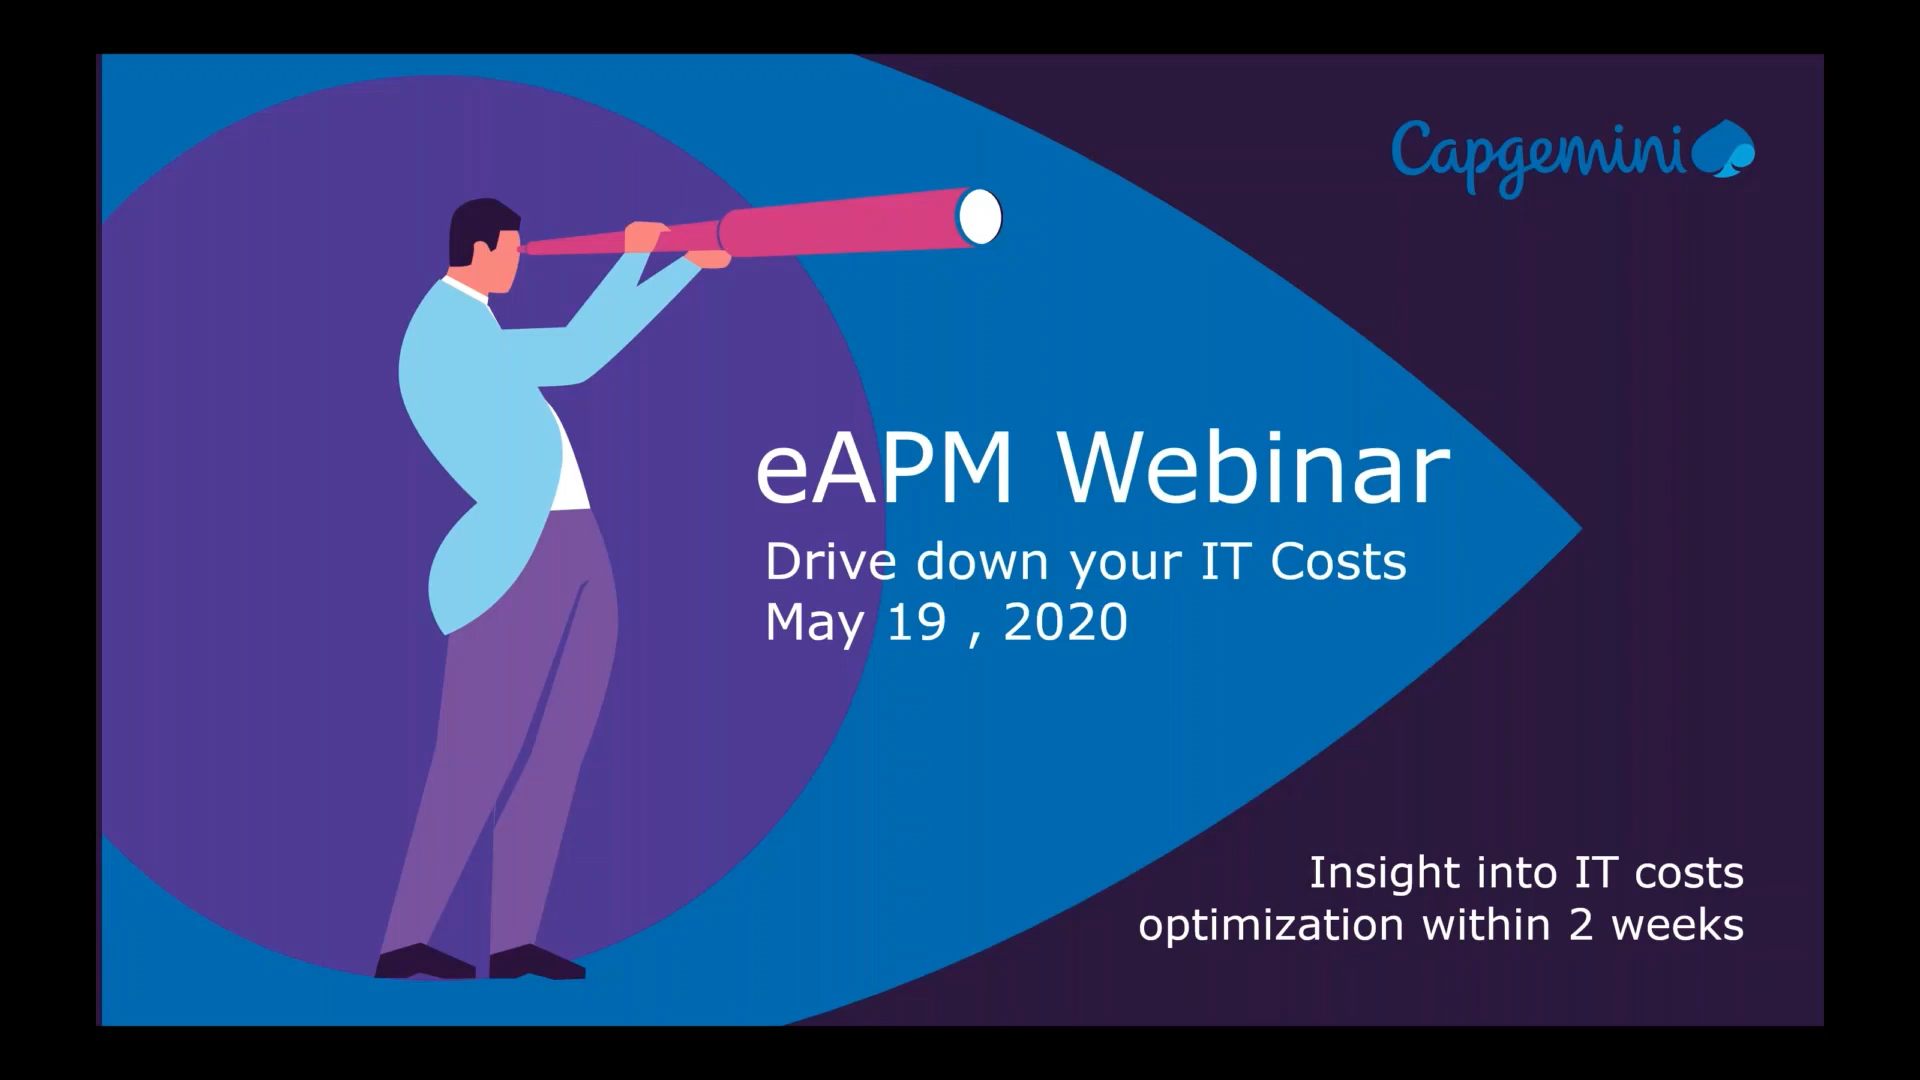 Capgemini
eAPM Webinar
Drive down your IT Costs
May 19 , 2020
Insight into IT costs
optimization within 2 weeks